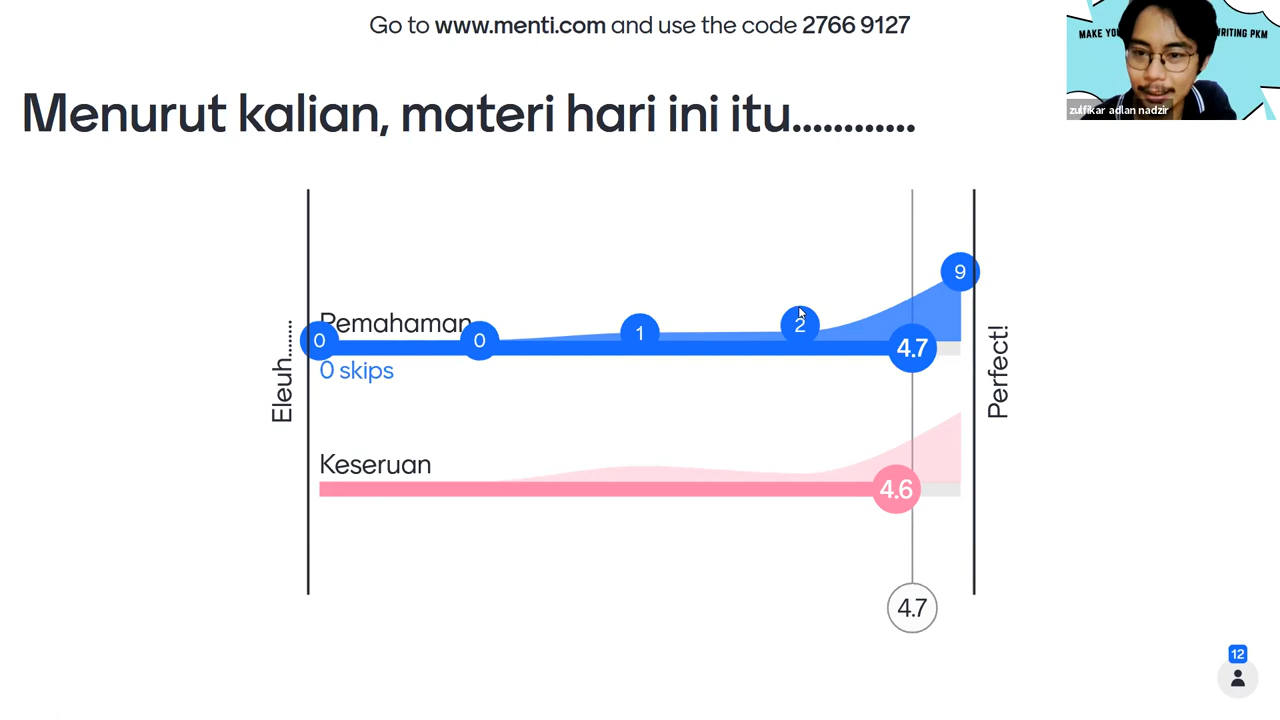 Go to www.menti.com and use the code 2766 9127
MAKE YOU
WRITING PKM
zulfikar adlan nadzir
Menurut kalian, materi hari ini itu............
Eleuh.......
Pemahaman
0
0
1
2
9
4.7
0 skips
Perfect!
Keseruan
4.6
4.7
12